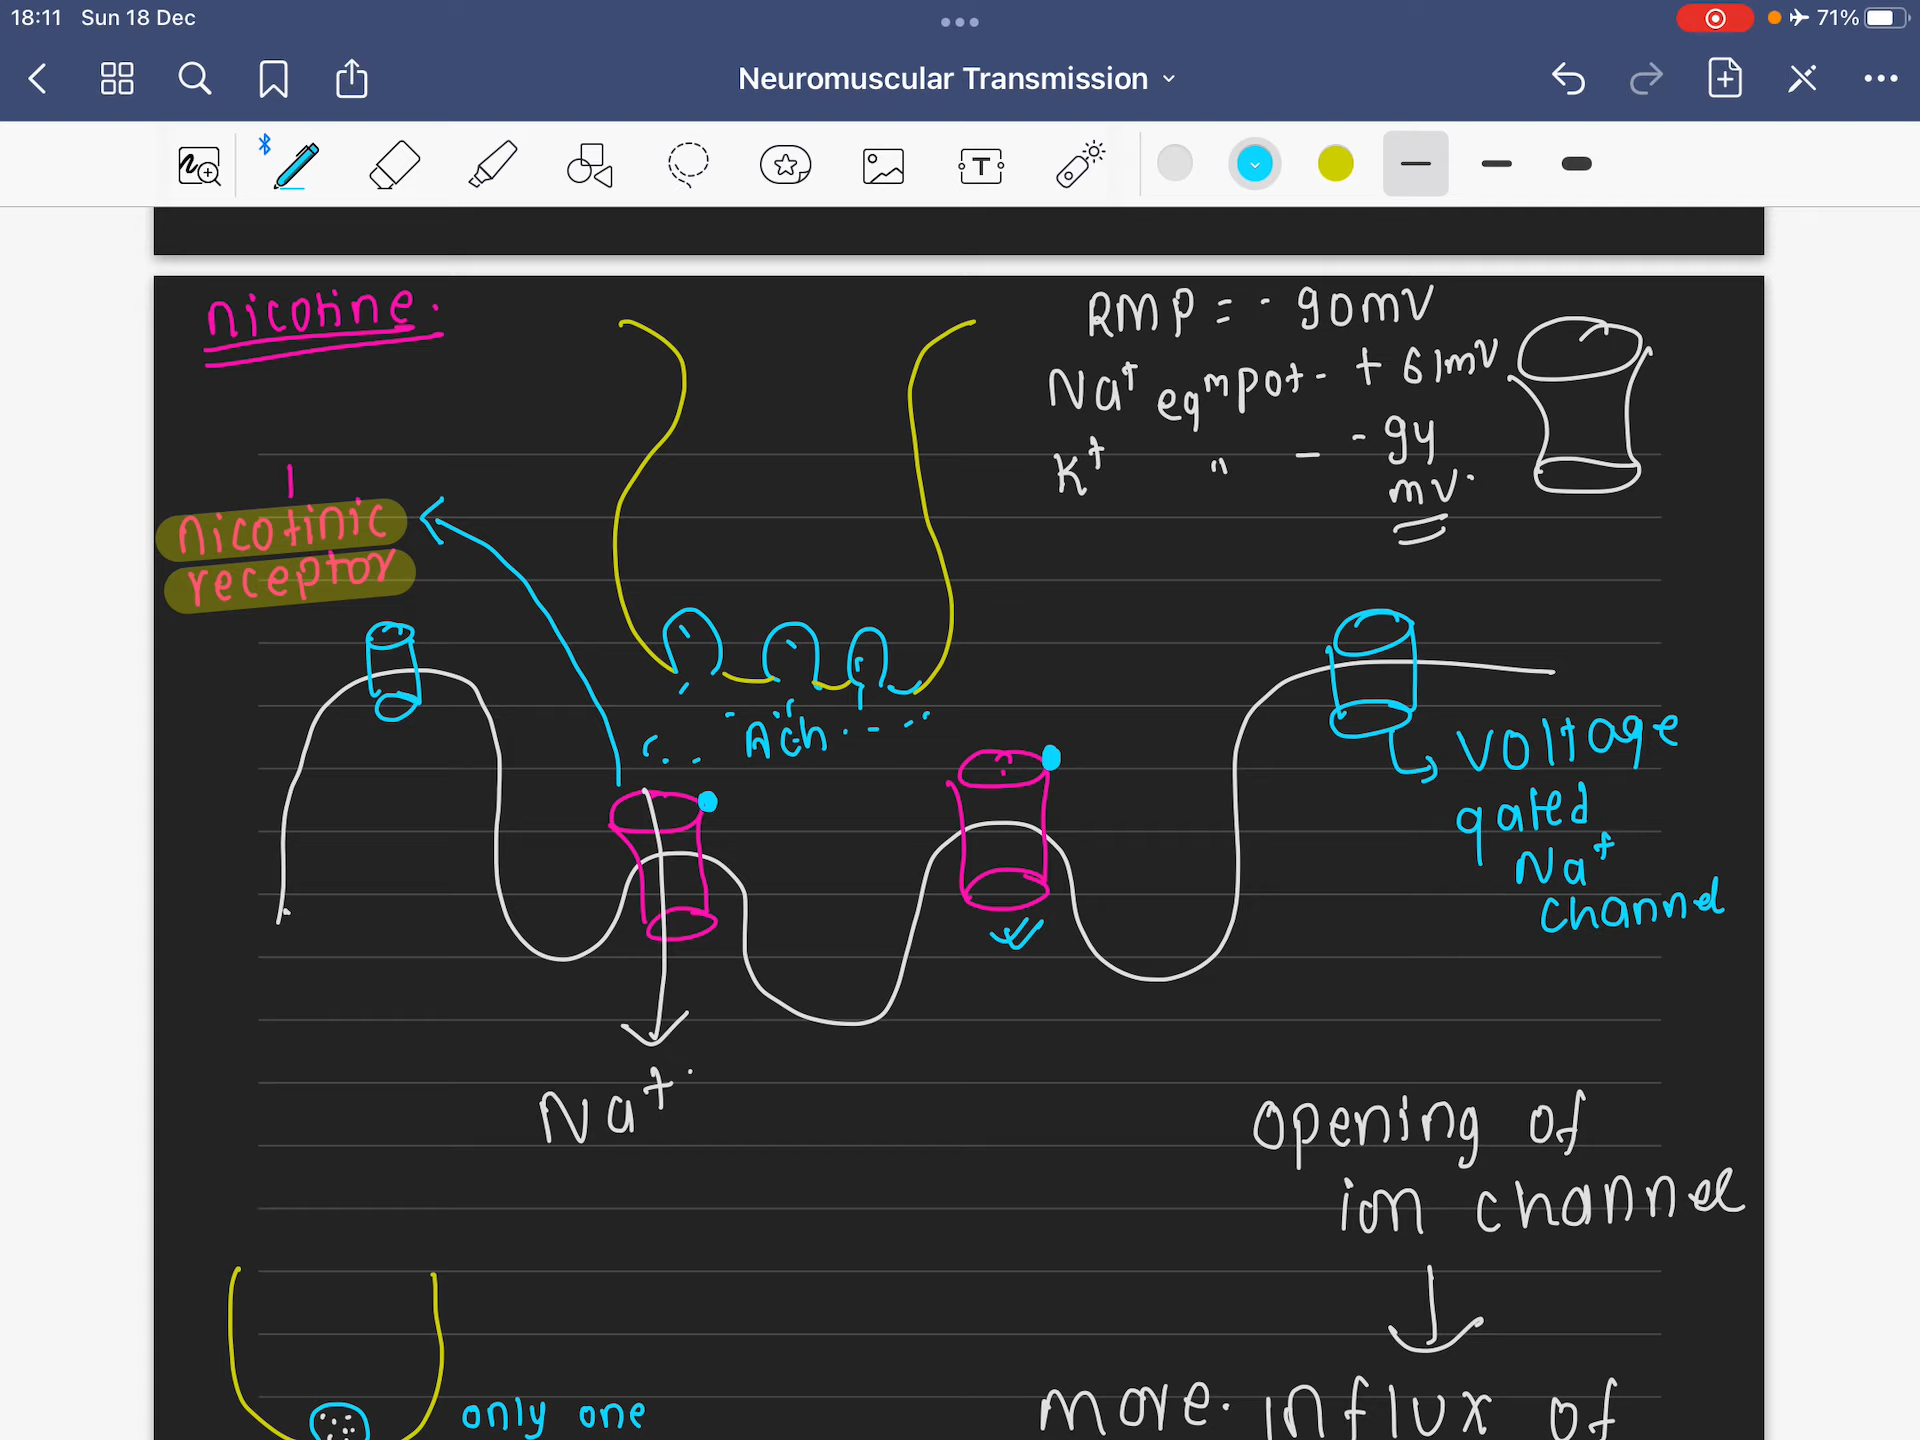 18:11 Sun 18 Dec
71%
Neuromuscular Transmission
T
nicotine.
RMP = - 90mV
Na+ eqm pot - + 61mV
K+ " - - 94
mV.
nicotinic
receptor
Ach
voltage
gated
Na+
channel
Na+
opening of
ion channel
only one
more. influx of